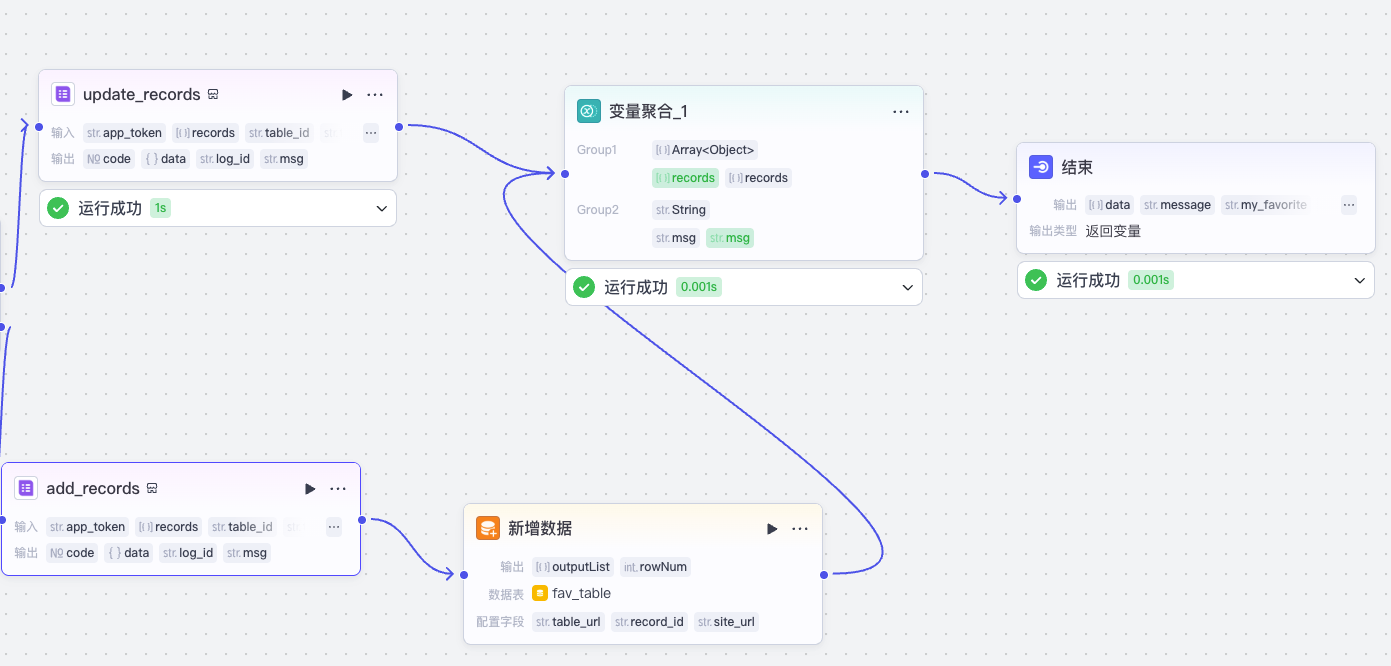 update_records
输入 str. app_token [{}] records str. table_id str. ...
输出 Nº code { } data str. log_id str. msg
运行成功 1s
变量聚合_1 ...
Group1 [{}] Array<Object>
[{}] records [{}] records
Group2 str. String
str. msg str. msg
运行成功 0.001s
结束
输出 [{}] data str. message str. my_favorite ...
输出类型 返回变量
运行成功 0.001s
add_records
输入 str. app_token [{}] records str. table_id str. ...
输出 Nº code { } data str. log_id str. msg
新增数据
输出 [{}] outputList int. rowNum
数据表 fav_table
配置字段 str. table_url str. record_id str. site_url